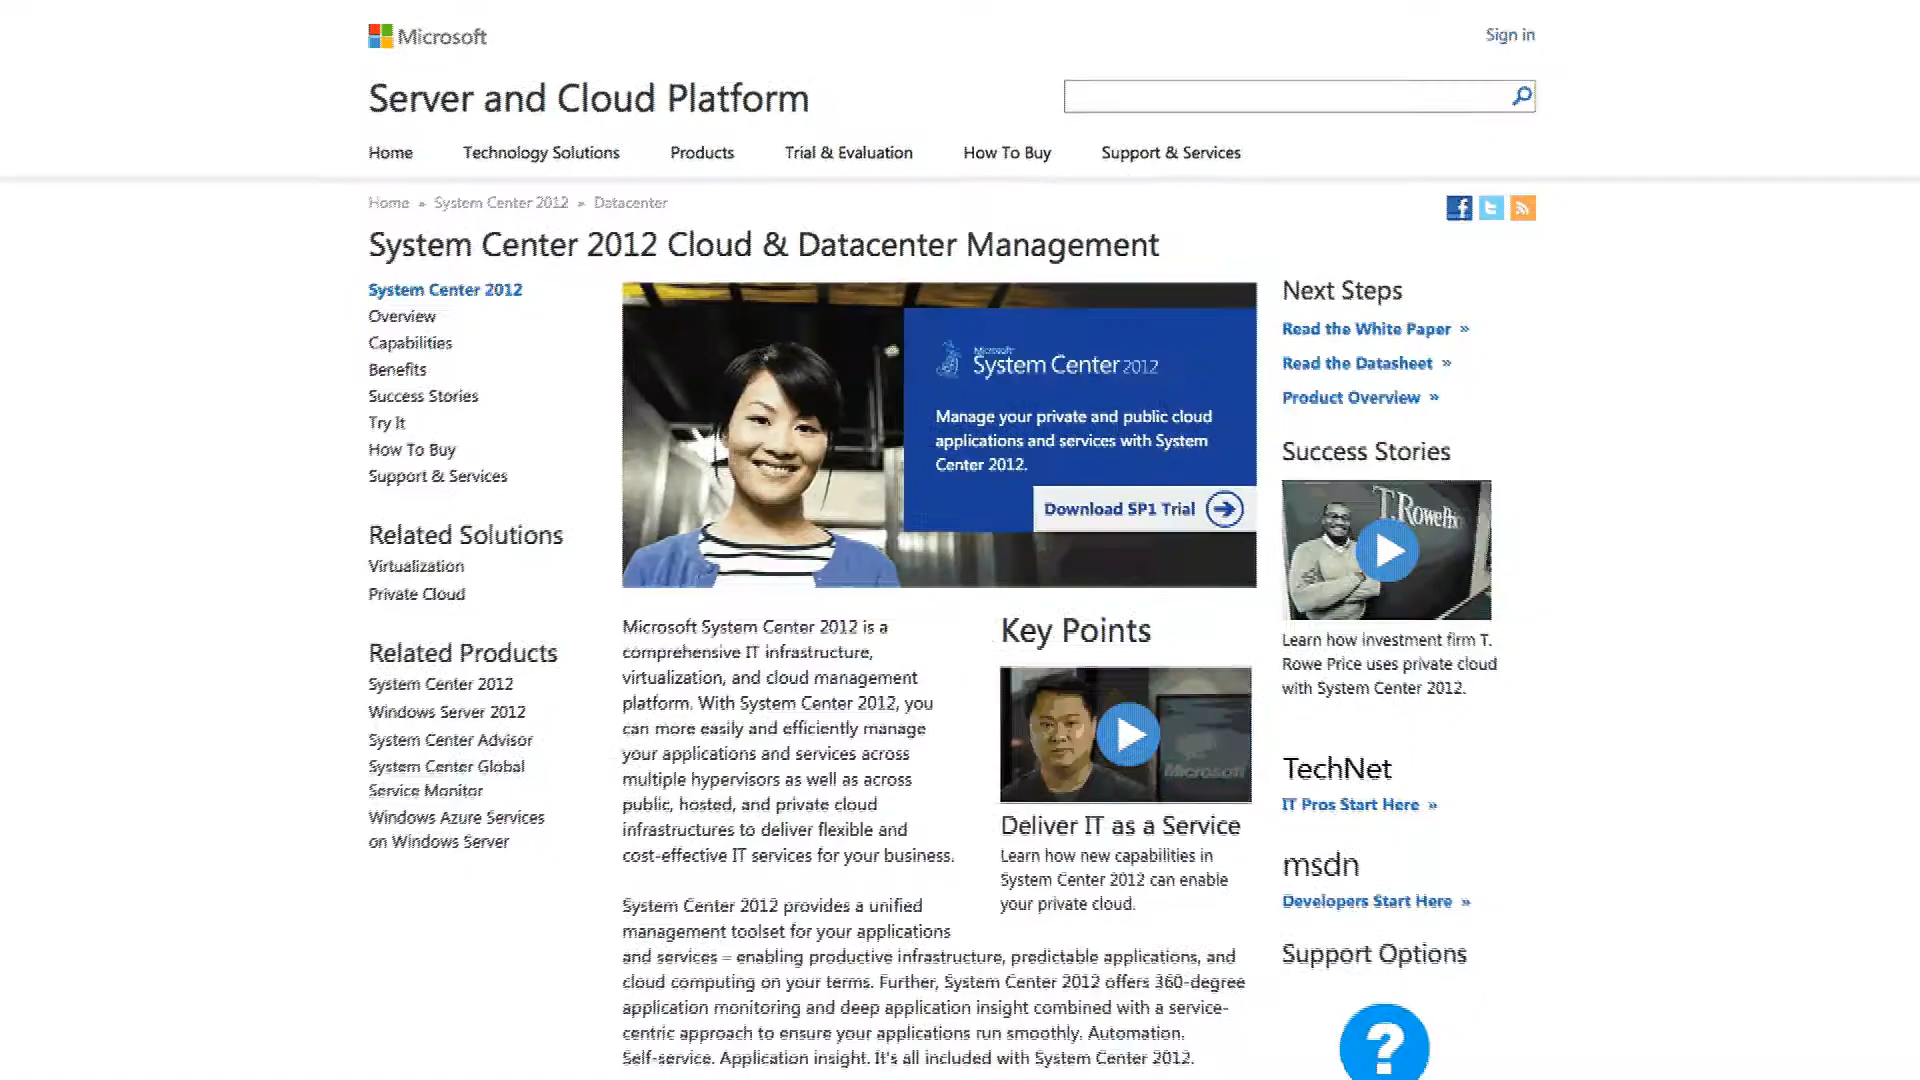 Microsoft
Sign in
Server and Cloud Platform
Home Technology Solutions Products Trial & Evaluation How To Buy Support & Services
Home » System Center 2012 » Datacenter
System Center 2012 Cloud & Datacenter Management
System Center 2012
Overview
Capabilities
Benefits
Success Stories
Try It
How To Buy
Support & Services
Related Solutions
Virtualization
Private Cloud
Related Products
System Center 2012
Windows Server 2012
System Center Advisor
System Center Global
Service Monitor
Windows Azure Services
on Windows Server
Microsoft
System Center 2012
Manage your private and public cloud
applications and services with System
Center 2012.
Download SP1 Trial
Microsoft System Center 2012 is a
comprehensive IT infrastructure,
virtualization, and cloud management
platform. With System Center 2012, you
can more easily and efficiently manage
your applications and services across
multiple hypervisors as well as across
public, hosted, and private cloud
infrastructures to deliver flexible and
cost-effective IT services for your business.
Key Points
Microsoft
Deliver IT as a Service
Learn how new capabilities in
System Center 2012 can enable
your private cloud.
System Center 2012 provides a unified
management toolset for your applications
and services – enabling productive infrastructure, predictable applications, and
cloud computing on your terms. Further, System Center 2012 offers 360-degree
application monitoring and deep application insight combined with a service-
centric approach to ensure your applications run smoothly. Automation.
Self-service. Application insight. It's all included with System Center 2012.
Next Steps
Read the White Paper »
Read the Datasheet »
Product Overview »
Success Stories
T.RowePri
Learn how investment firm T.
Rowe Price uses private cloud
with System Center 2012.
TechNet
IT Pros Start Here »
msdn
Developers Start Here »
Support Options
?